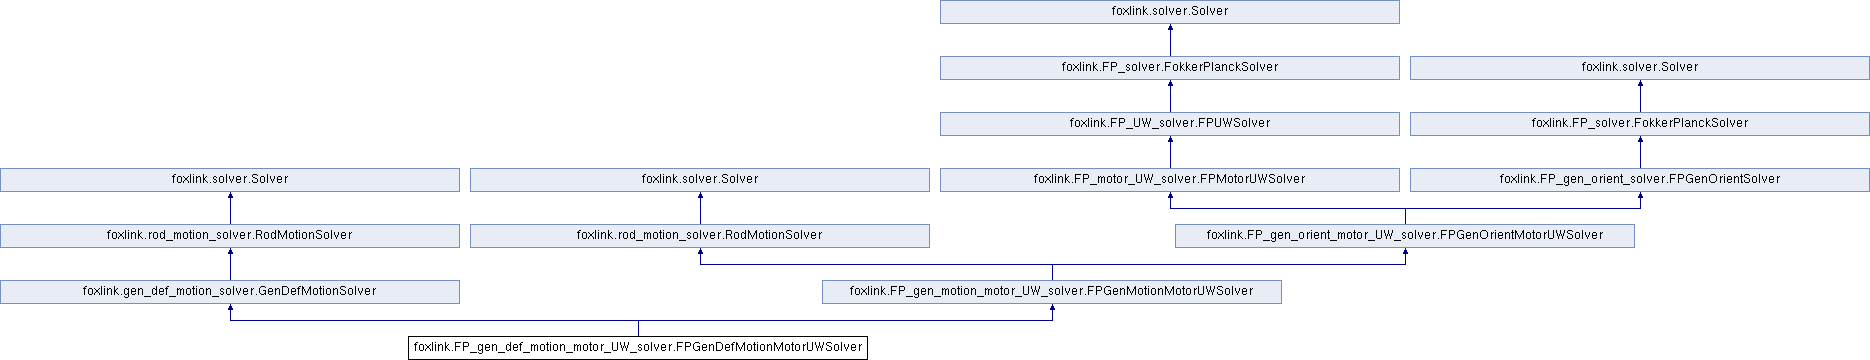 foxlink.solver.Solver
foxlink.FP_solver.FokkerPlanckSolver
foxlink.solver.Solver
foxlink.FP_UW_solver.FPUWSolver
foxlink.FP_solver.FokkerPlanckSolver
foxlink.solver.Solver
foxlink.solver.Solver
foxlink.FP_motor_UW_solver.FPMotorUWSolver
foxlink.FP_gen_orient_solver.FPGenOrientSolver
foxlink.rod_motion_solver.RodMotionSolver
foxlink.rod_motion_solver.RodMotionSolver
foxlink.FP_gen_orient_motor_UW_solver.FPGenOrientMotorUWSolver
foxlink.gen_def_motion_solver.GenDefMotionSolver
foxlink.FP_gen_motion_motor_UW_solver.FPGenMotionMotorUWSolver
foxlink.FP_gen_def_motion_motor_UW_solver.FPGenDefMotionMotorUWSolver